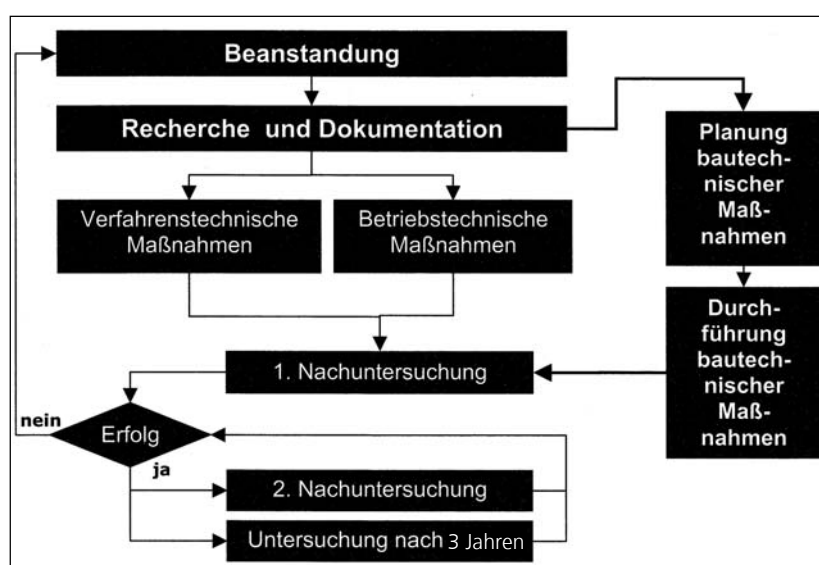 Beanstandung
Recherche und Dokumentation
Verfahrenstechnische
Maßnahmen
Betriebstechnische
Maßnahmen
Planung
bautech-
nischer
Maß-
nahmen
Durch-
führung
bautech-
nischer
Maß-
nahmen
1. Nachuntersuchung
nein
Erfolg
ja
2. Nachuntersuchung
Untersuchung nach 3 Jahren